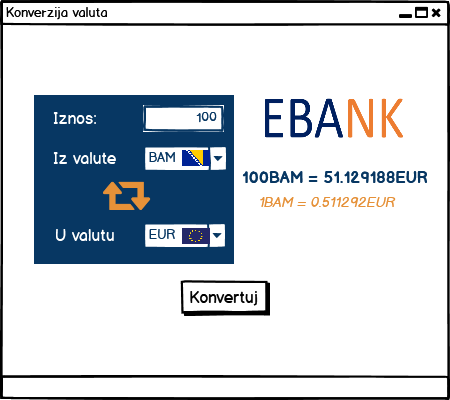 Konverzija valuta
Iznos: 100
EBANK
Iz valute BAM
100BAM = 51.129188EUR
1BAM = 0.511292EUR
U valutu EUR
Konvertuj